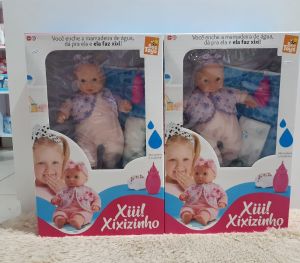 Você enche a mamadeira de água,
dá pra ela e ela faz xixi!
Xiii!
Xixizinho
Você enche a mamadeira de água,
dá pra ela e ela faz xixi!
Xiii!
Xixizinho